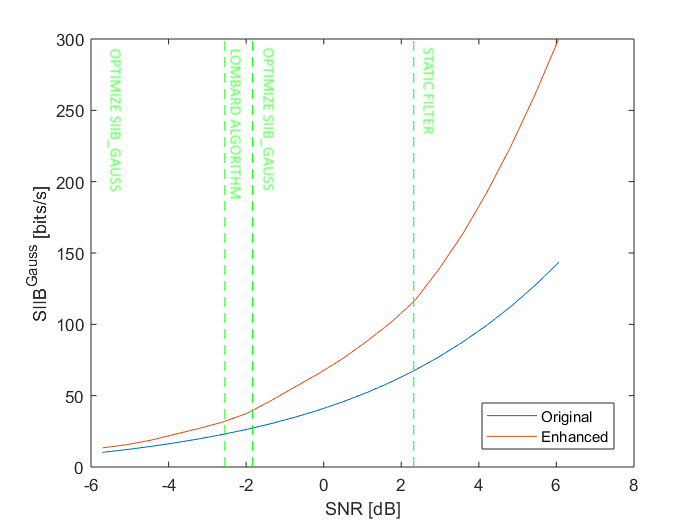 300
250
200
150
100
50
0
-6
-4
-2
0
2
4
6
8
SNR [dB]
SIIB^Gauss [bits/s]
OPTIMIZE SIIB_GAUSS
LOMBARD ALGORITHM
OPTIMIZE SIIB_GAUSS
STATIC FILTER
Original
Enhanced